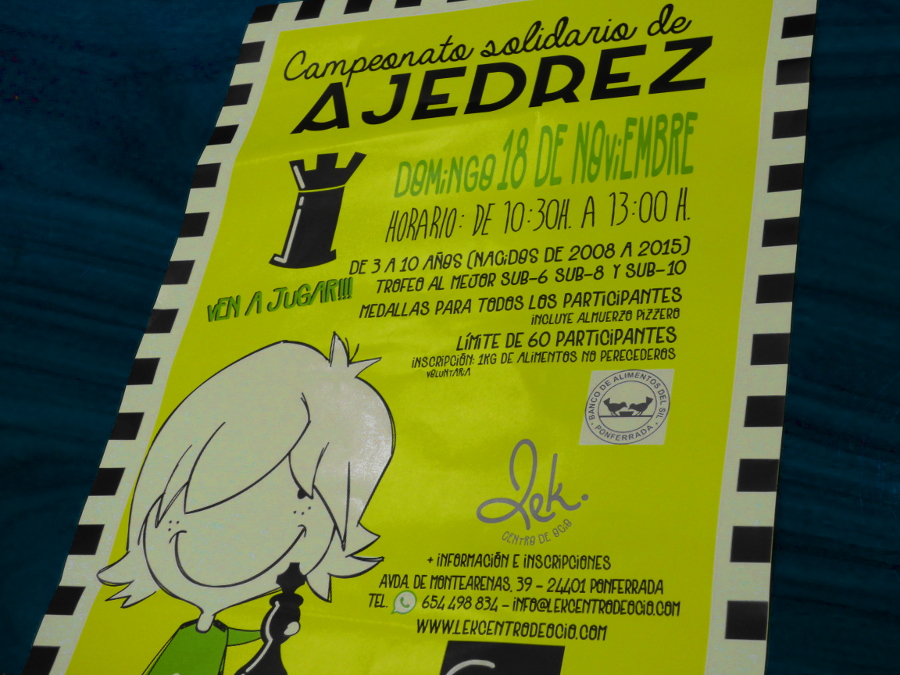 Campeonato solidario de
AJEDREZ
DOMINGO 18 DE NOVIEMBRE
HORARIO: DE 10:30H. A 13:00 H.
DE 3 A 10 AÑOS (NACIDOS DE 2008 A 2015)
TROFEO AL MEJOR SUB-6 SUB-8 Y SUB-10
VEN A JUGAR!!!
MEDALLAS PARA TODOS LOS PARTICIPANTES
INCLUYE ALMUERZO PIZZERO
LÍMITE DE 60 PARTICIPANTES
INSCRIPCIÓN: 1KG DE ALIMENTOS NO PERECEDEROS
VOLUNTARIA
BANCO DE ALIMENTOS DEL SIL
PONFERRADA
Lek.
CENTRO DE OCIO
+ INFORMACIÓN E INSCRIPCIONES
AVDA. DE MONTEARENAS, 39 - 24401 PONFERRADA
TEL. 654 498 834 - INFO@LEKCENTRODEOCIO.COM
WWW.LEKCENTRODEOCIO.COM